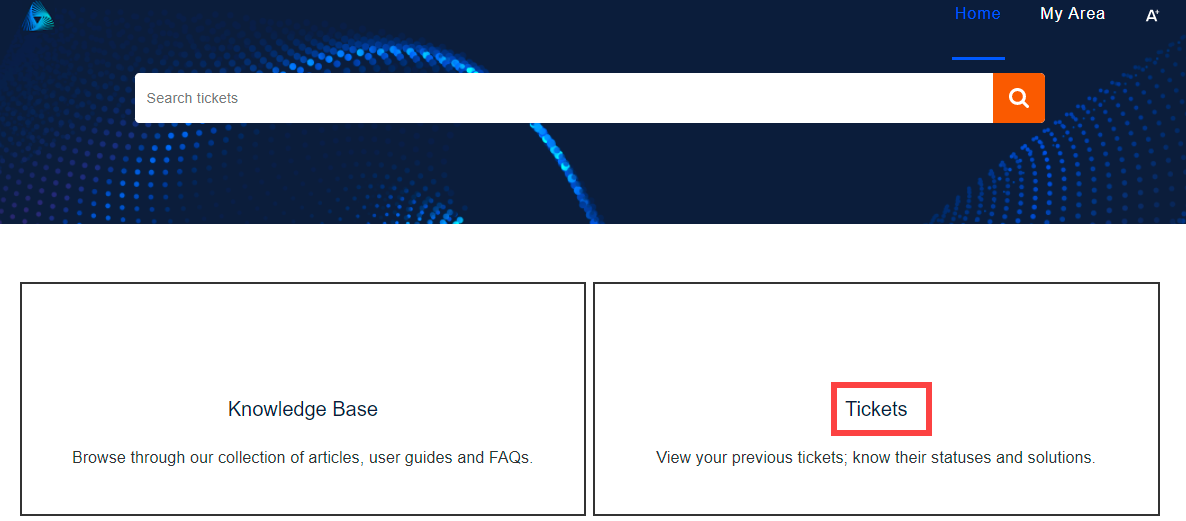 Home My Area A+
Search tickets
Knowledge Base
Tickets
Browse through our collection of articles, user guides and FAQs.
View your previous tickets; know their statuses and solutions.